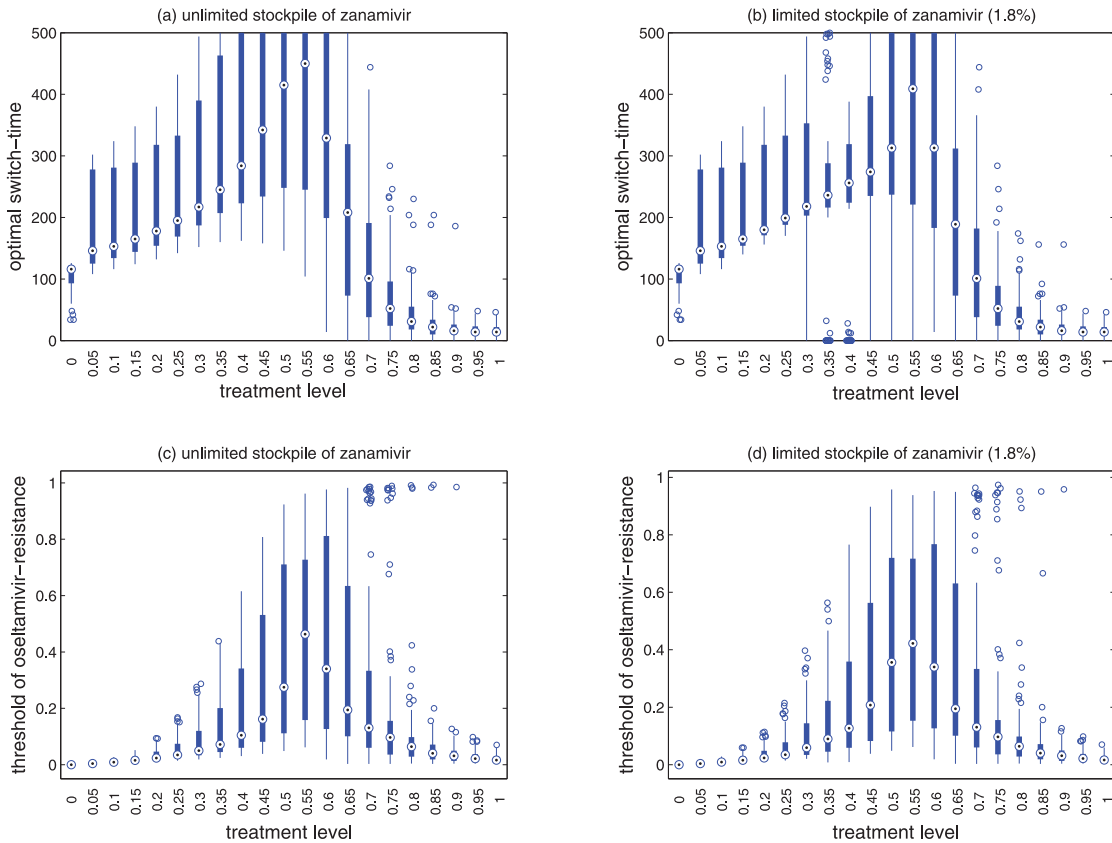 (a) unlimited stockpile of zanamivir
optimal switch-time
500
400
300
200
100
0
0 0.05 0.1 0.15 0.2 0.25 0.3 0.35 0.4 0.45 0.5 0.55 0.6 0.65 0.7 0.75 0.8 0.85 0.9 0.95 1
treatment level
(b) limited stockpile of zanamivir (1.8%)
optimal switch-time
500
400
300
200
100
0
0 0.05 0.1 0.15 0.2 0.25 0.3 0.35 0.4 0.45 0.5 0.55 0.6 0.65 0.7 0.75 0.8 0.85 0.9 0.95 1
treatment level
(c) unlimited stockpile of zanamivir
threshold of oseltamivir-resistance
1
0.8
0.6
0.4
0.2
0
0 0.05 0.1 0.15 0.2 0.25 0.3 0.35 0.4 0.45 0.5 0.55 0.6 0.65 0.7 0.75 0.8 0.85 0.9 0.95 1
treatment level
(d) limited stockpile of zanamivir (1.8%)
threshold of oseltamivir-resistance
1
0.8
0.6
0.4
0.2
0
0 0.05 0.1 0.15 0.2 0.25 0.3 0.35 0.4 0.45 0.5 0.55 0.6 0.65 0.7 0.75 0.8 0.85 0.9 0.95 1
treatment level